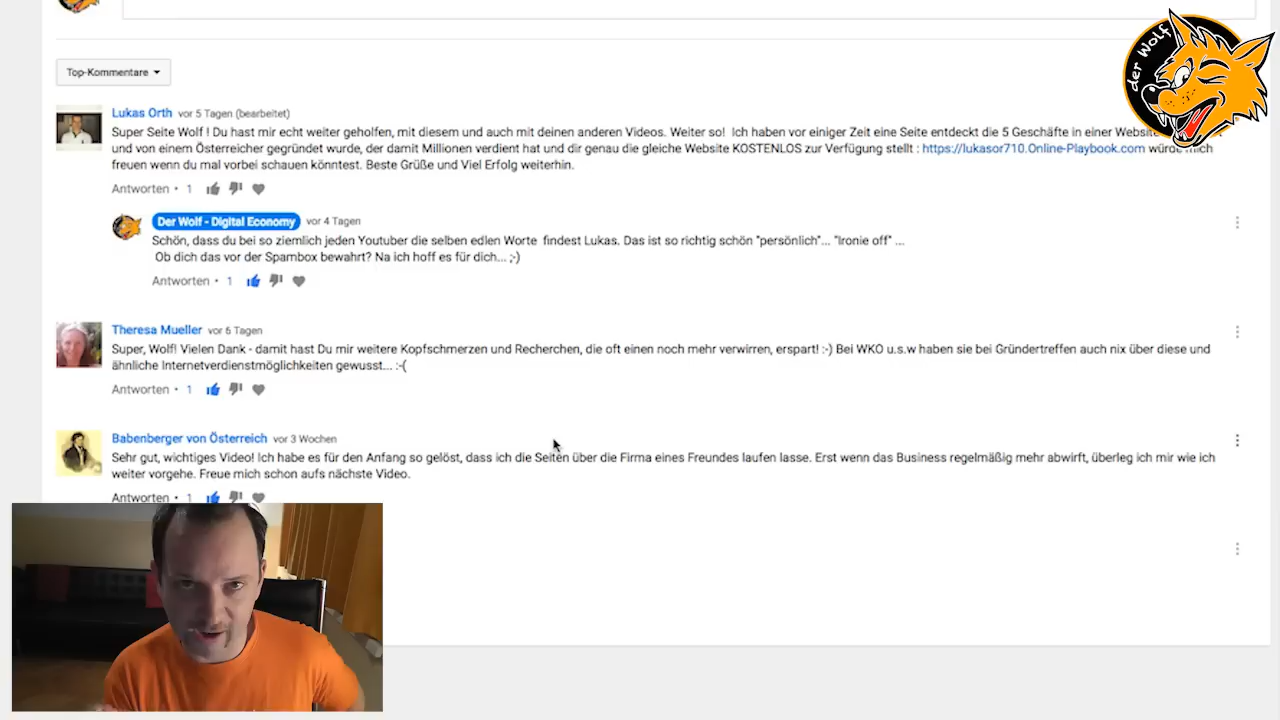 der Wolf
Top-Kommentare
Lukas Orth vor 5 Tagen (bearbeitet)
Super Seite Wolf ! Du hast mir echt weiter geholfen, mit diesem und auch mit deinen anderen Videos. Weiter so! Ich haben vor einiger Zeit eine Seite entdeckt die 5 Geschäfte in einer Website
und von einem Österreicher gegründet wurde, der damit Millionen verdient hat und dir genau die gleiche Website KOSTENLOS zur Verfügung stellt : https://lukasor710.Online-Playbook.com würde mich
freuen wenn du mal vorbei schauen könntest. Beste Grüße und Viel Erfolg weiterhin.
Antworten • 1
Der Wolf - Digital Economy vor 4 Tagen
Schön, dass du bei so ziemlich jeden Youtuber die selben edlen Worte findest Lukas. Das ist so richtig schön "persönlich"... "Ironie off" ...
Ob dich das vor der Spambox bewahrt? Na ich hoff es für dich... ;-)
Antworten • 1
Theresa Mueller vor 6 Tagen
Super, Wolf! Vielen Dank - damit hast Du mir weitere Kopfschmerzen und Recherchen, die oft einen noch mehr verwirren, erspart! :-) Bei WKO u.s.w haben sie bei Gründertreffen auch nix über diese und
ähnliche Internetverdienstmöglichkeiten gewusst... :-(
Antworten • 1
Babenberger von Österreich vor 3 Wochen
Sehr gut, wichtiges Video! Ich habe es für den Anfang so gelöst, dass ich die Seiten über die Firma eines Freundes laufen lasse. Erst wenn das Business regelmäßig mehr abwirft, überleg ich mir wie ich
weiter vorgehe. Freue mich schon aufs nächste Video.
Antworten • 1